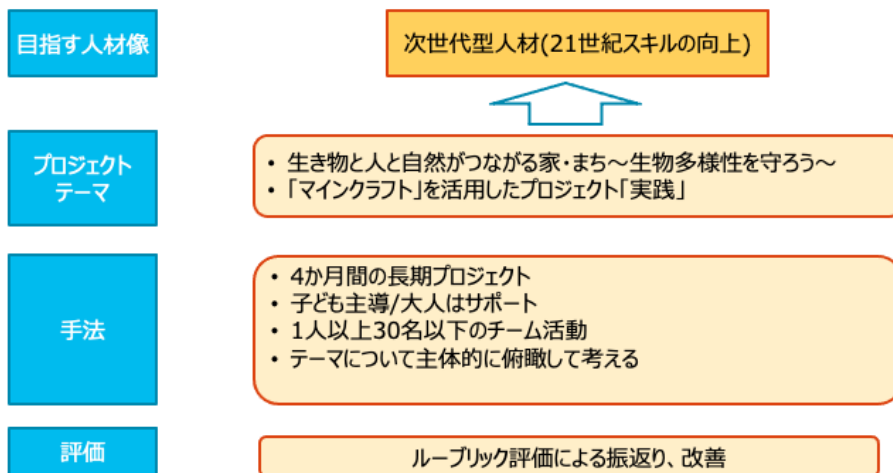 目指す人材像
次世代型人材(21世紀スキルの向上)
プロジェクト
テーマ
• 生き物と人と自然がつながる家・まち～生物多様性を守ろう～
• 「マインクラフト」を活用したプロジェクト「実践」
手法
• 4か月間の長期プロジェクト
• 子ども主導/大人はサポート
• 1人以上30名以下のチーム活動
• テーマについて主体的に俯瞰して考える
評価
ルーブリック評価による振返り、改善